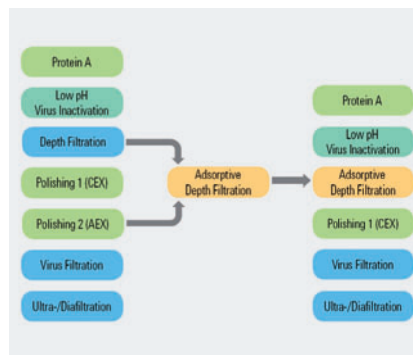 Protein A
Low pH
Virus Inactivation
Depth Filtration
Polishing 1 (CEX)
Polishing 2 (AEX)
Virus Filtration
Ultra-/Diafiltration
Adsorptive
Depth Filtration
Protein A
Low pH
Virus Inactivation
Adsorptive
Depth Filtration
Polishing 1 (CEX)
Virus Filtration
Ultra-/Diafiltration